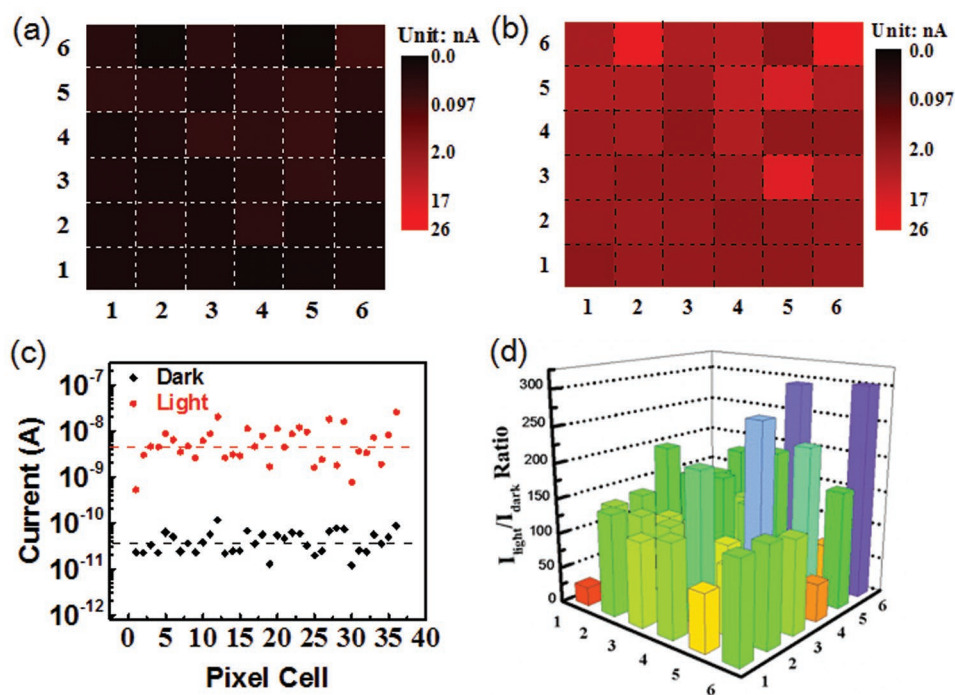 (a)
Unit: nA
6
5
4
3
2
1
1 2 3 4 5 6
0.0
0.097
2.0
17
26
(b)
Unit: nA
6
5
4
3
2
1
1 2 3 4 5 6
0.0
0.097
2.0
17
26
(c)
Current (A)
10⁻⁷
10⁻⁸
10⁻⁹
10⁻¹⁰
10⁻¹¹
10⁻¹²
Dark
Light
0 5 10 15 20 25 30 35 40
Pixel Cell
(d)
I_light/I_dark Ratio
300
250
200
150
100
50
0
1 2 3 4 5 6
1 2 3 4 5 6